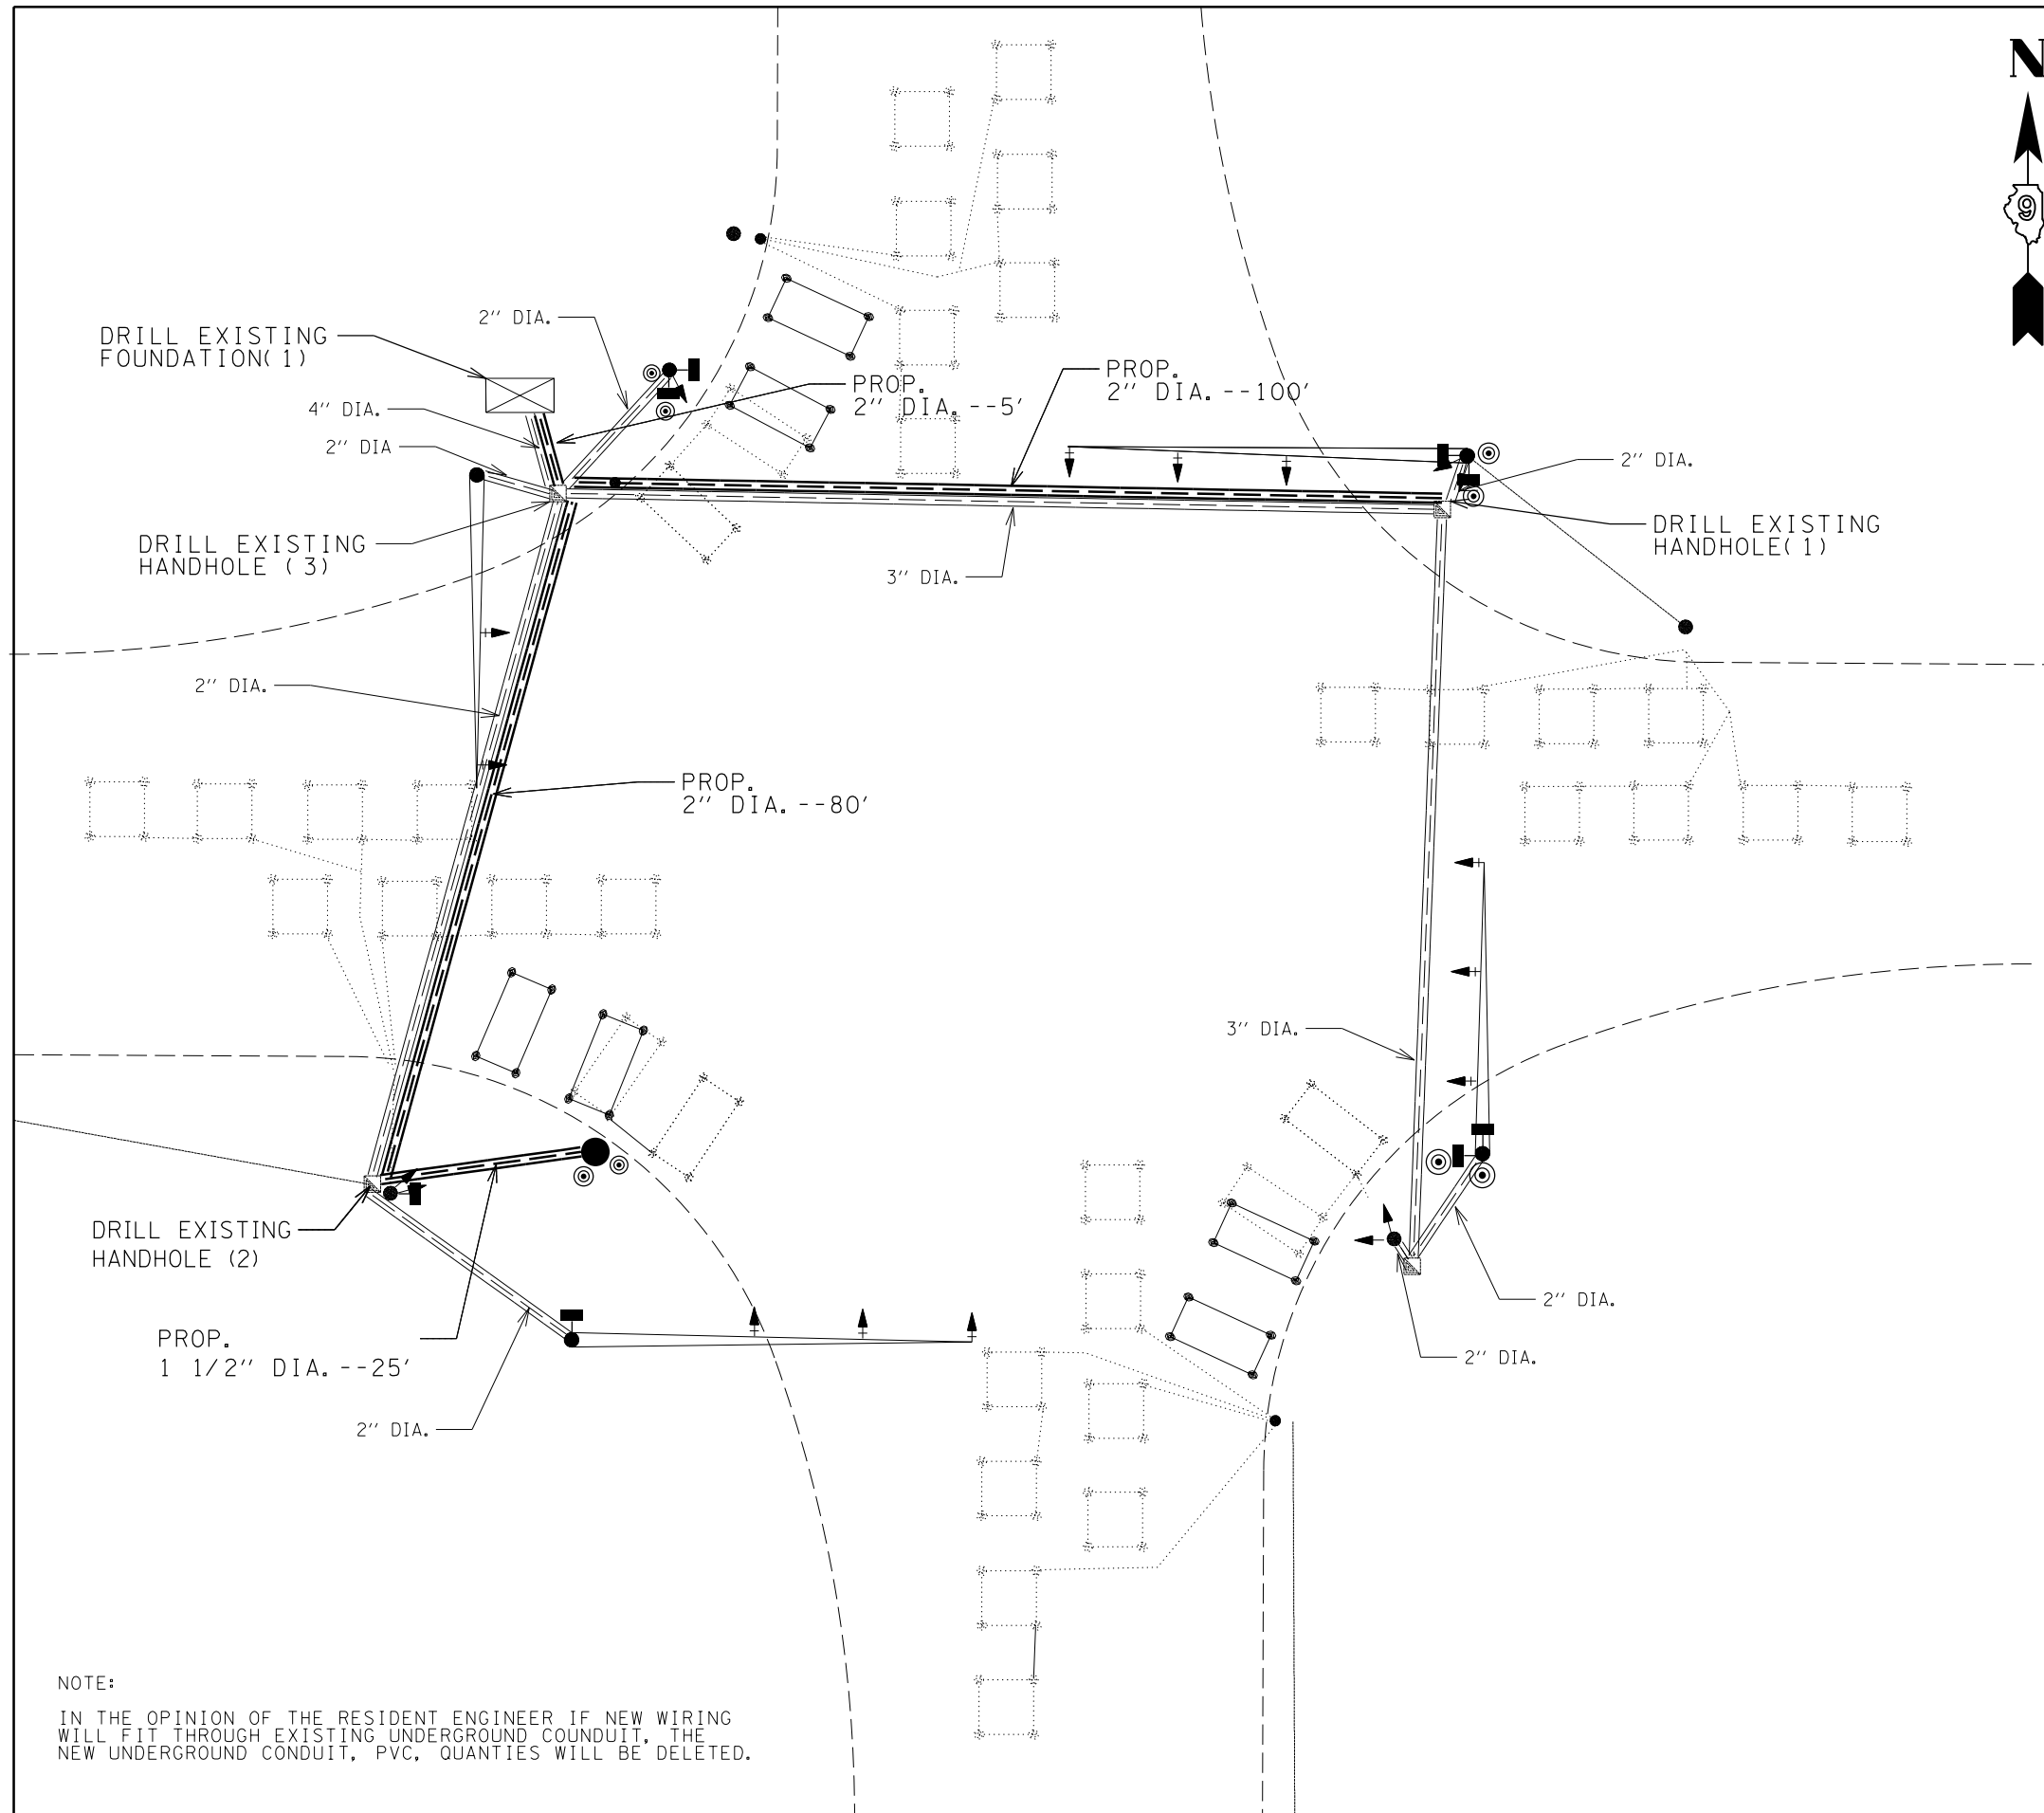 N
9
2" DIA.
DRILL EXISTING
FOUNDATION(1)
PROP.
2" DIA.--5'
PROP.
2" DIA.--100'
4" DIA.
2" DIA
2" DIA.
DRILL EXISTING
HANDHOLE (3)
DRILL EXISTING
HANDHOLE(1)
3" DIA.
2" DIA.
PROP.
2" DIA.--80'
3" DIA.
DRILL EXISTING
HANDHOLE (2)
2" DIA.
PROP.
1 1/2" DIA.--25'
2" DIA.
2" DIA.
NOTE:
IN THE OPINION OF THE RESIDENT ENGINEER IF NEW WIRING
WILL FIT THROUGH EXISTING UNDERGROUND COUNDUIT, THE
NEW UNDERGROUND CONDUIT, PVC, QUANTIES WILL BE DELETED.